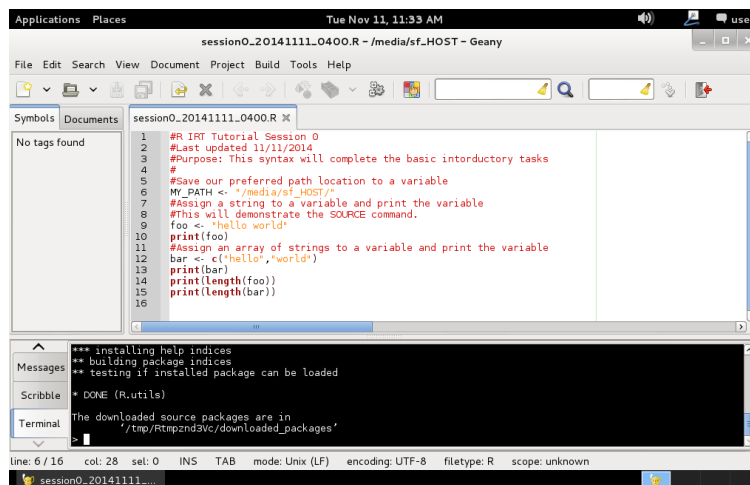 Applications Places Tue Nov 11, 11:33 AM use
session0_20141111_0400.R – /media/sf_HOST – Geany
File Edit Search View Document Project Build Tools Help
Symbols Documents session0_20141111_0400.R
No tags found
1 #R IRT Tutorial Session 0
2 #Last updated 11/11/2014
3 #Purpose: This syntax will complete the basic intorductory tasks
4 #
5 #Save our preferred path location to a variable
6 MY_PATH <- "/media/sf_HOST/"
7 #Assign a string to a variable and print the variable
8 #This will demonstrate the SOURCE command.
9 foo <- "hello world"
10 print(foo)
11 #Assign an array of strings to a variable and print the variable
12 bar <- c("hello","world")
13 print(bar)
14 print(length(foo))
15 print(length(bar))
16
Messages
Scribble
Terminal
*** installing help indices
** building package indices
** testing if installed package can be loaded
* DONE (R.utils)
The downloaded source packages are in
‘/tmp/Rtmpznd3Vc/downloaded_packages’
>
line: 6 / 16 col: 28 sel: 0 INS TAB mode: Unix (LF) encoding: UTF-8 filetype: R scope: unknown
session0_20141111_...